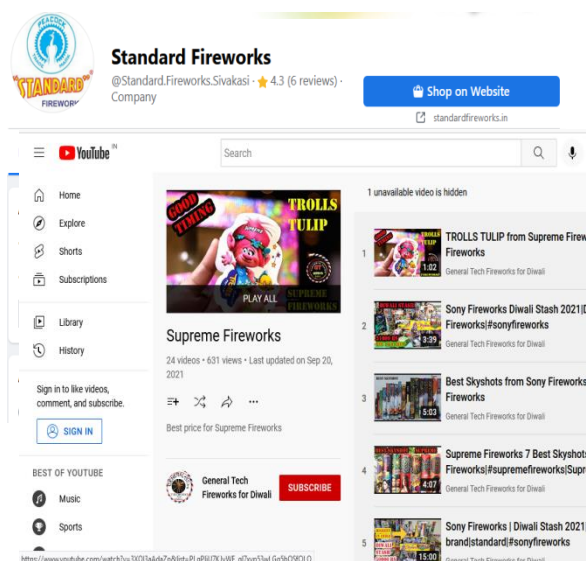 PEACOCK
"STANDARD"
FIREWORK
Standard Fireworks
@Standard.Fireworks.Sivakasi · 4.3 (6 reviews) ·
Company
Shop on Website
standardfireworks.in
YouTube IN
Search
Home
Explore
Shorts
Subscriptions
Library
History
Sign in to like videos,
comment, and subscribe.
SIGN IN
BEST OF YOUTUBE
Music
Sports
GOOD
TIMING
TROLLS
TULIP
PLAY ALL
SUPREME
FIREWORKS
Supreme Fireworks
24 videos • 631 views • Last updated on Sep 20,
2021
Best price for Supreme Fireworks
General Tech
Fireworks for Diwali
SUBSCRIBE
1 unavailable video is hidden
1
1:02
TROLLS TULIP from Supreme Firew
Fireworks
General Tech Fireworks for Diwali
2
3:39
Sony Fireworks Diwali Stash 2021|D
Fireworks|#sonyfireworks
General Tech Fireworks for Diwali
3
5:03
Best Skyshots from Sony Fireworks
Fireworks
General Tech Fireworks for Diwali
4
4:07
Supreme Fireworks 7 Best Skyshots
Fireworks|#supremefireworks|Supr
General Tech Fireworks for Diwali
5
15:00
Sony Fireworks | Diwali Stash 2021|
brand|standard|#sonyfireworks
General Tech Fireworks for Diwali